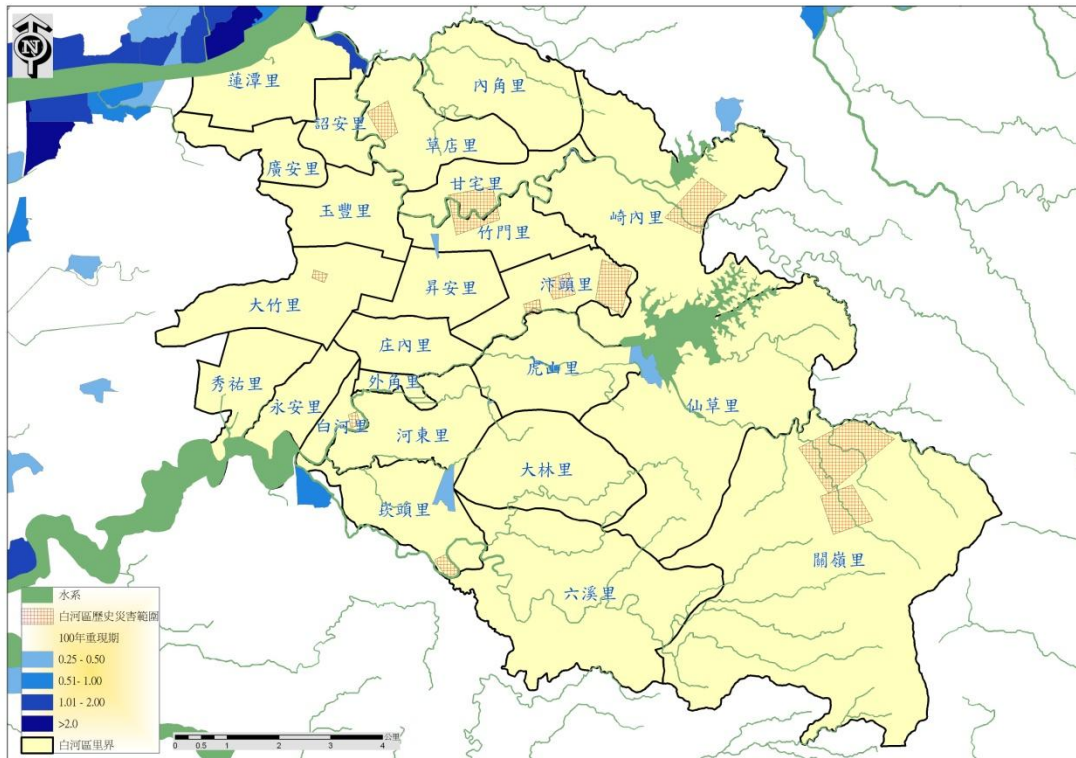 N
蓮潭里
內角里
詔安里
草店里
廣安里
甘宅里
玉豐里
竹門里
崎內里
昇安里
汴頭里
大竹里
庄內里
虎山里
外角里
秀祐里
永安里
白河里
河東里
仙草里
大林里
崁頭里
關嶺里
六溪里
水系
白河區歷史災害範圍
100年重現期
0.25 - 0.50
0.51- 1.00
1.01 - 2.00
>2.0
白河區里界
公里
0 0.5 1 2 3 4